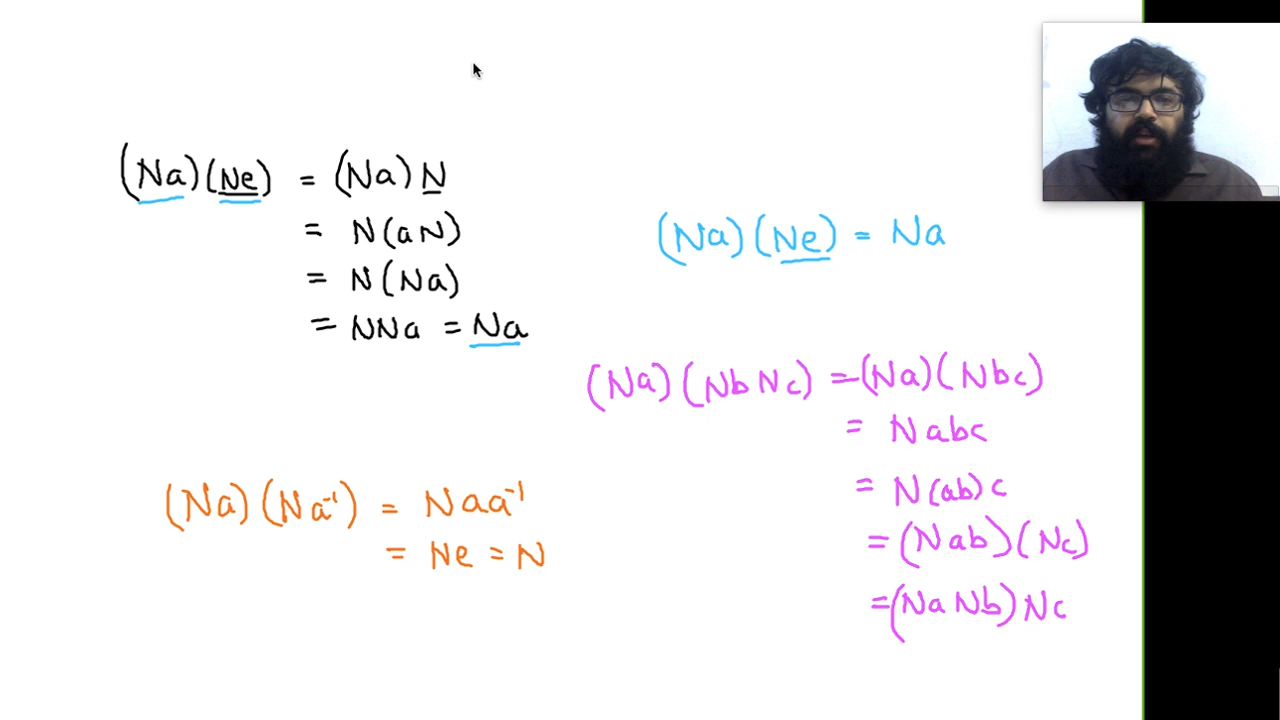 (Na)(Ne) = (Na)N
= N(aN)
= N(Na)
= NNa = Na
(Na)(Ne) = Na
(Na)(NbNc) = (Na)(Nbc)
= Nabc
= N(ab)c
= (Nab)(Nc)
= (NaNb)Nc
(Na)(Na⁻¹) = Naa⁻¹
= Ne = N